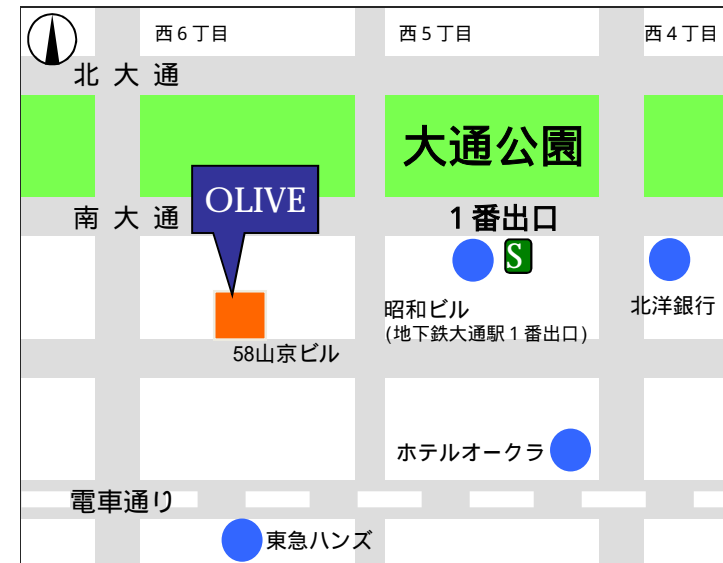 西6丁目
西5丁目
西4丁目
北大通
大通公園
OLIVE
南大通
1番出口
S
昭和ビル
(地下鉄大通駅1番出口)
北洋銀行
58山京ビル
ホテルオークラ
電車通り
東急ハンズ